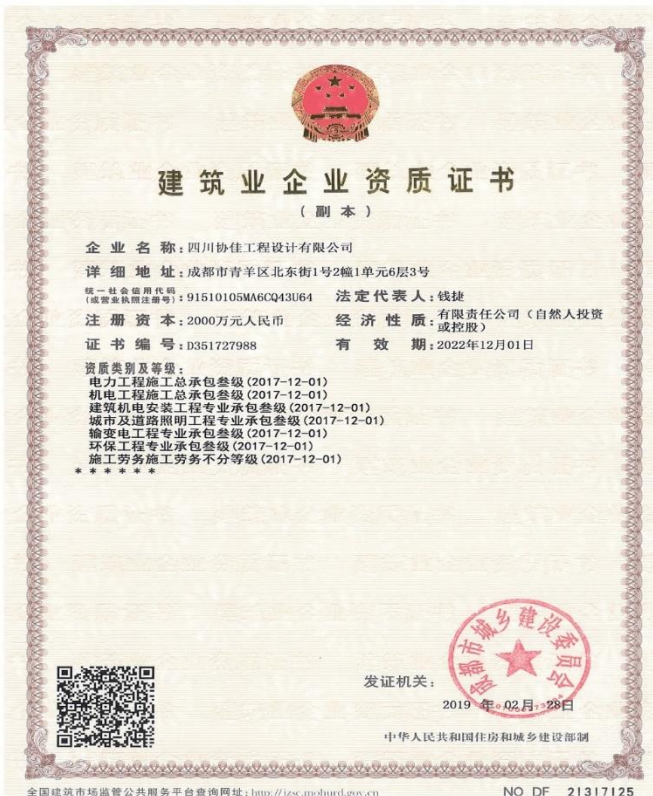 建筑业企业资质证书
（副本）
企业名称：四川协佳工程设计有限公司
详细地址：成都市青羊区北东街1号2幢1单元6层3号
统一社会信用代码
（或营业执照注册号）：91510105MA6CQ43U64 法定代表人：钱捷
注册资本：2000万元人民币 经济性质：有限责任公司（自然人投资
或控股）
证书编号：D351727988 有效期：2022年12月01日
资质类别及等级：
电力工程施工总承包叁级(2017-12-01)
机电工程施工总承包叁级(2017-12-01)
建筑机电安装工程专业承包叁级(2017-12-01)
城市及道路照明工程专业承包叁级(2017-12-01)
输变电工程专业承包叁级(2017-12-01)
环保工程专业承包叁级(2017-12-01)
施工劳务施工劳务不分等级(2017-12-01)
* * * * * *
成都市城乡建设委员会
发证机关：
2019 年 02 月 28日
中华人民共和国住房和城乡建设部制
全国建筑市场监管公共服务平台查询网址：http://jzsc.mohurd.gov.cn
NO DF 21317125